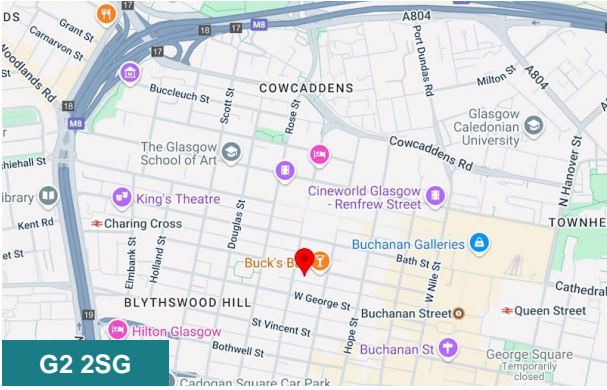 DS
Grant St
Carnarvon St
Woodlands Rd
18
17
16
M8
A804
Port Dundas Rd
A804
Milton St
Buccleuch St
Scott St
COWCADDENS
Rose St
18
M8
The Glasgow
School of Art
Cowcaddens Rd
Glasgow
Caledonian
University
N Hanover St
hiehall St
ibrary
King's Theatre
Cineworld Glasgow
- Renfrew Street
Kent Rd
Charing Cross
Douglas St
TOWNHE
et St
Elmbank St
Holland St
Buck's B
Bath St
Buchanan Galleries
W Nile St
Cathedral
BLYTHSWOOD HILL
W George St
Buchanan Street
Queen Street
19
Hilton Glasgow
St Vincent St
Hope St
Bothwell St
Buchanan St
George Square
Temporarily
closed
Cadogan Square Car Park
G2 2SG